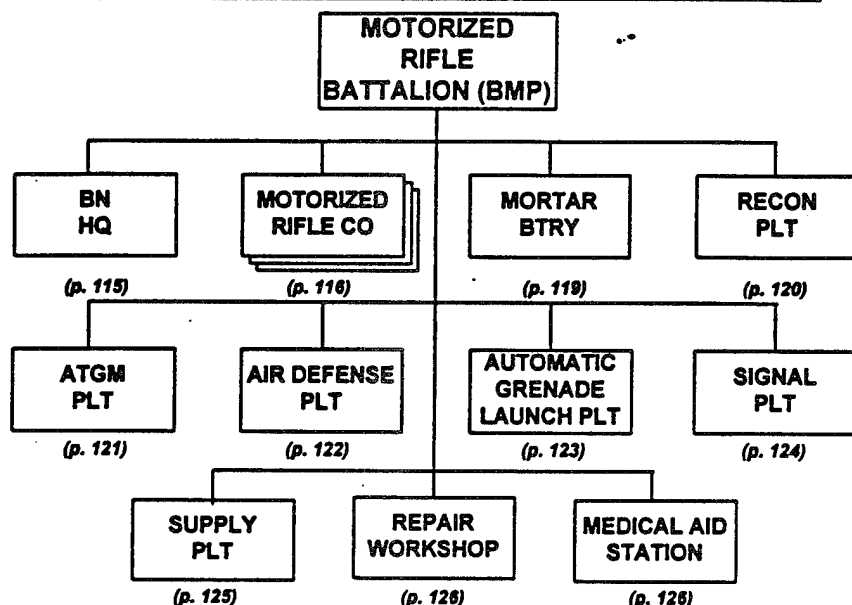 MOTORIZED
RIFLE
BATTALION (BMP)
BN
HQ
(p. 115)
MOTORIZED
RIFLE CO
(p. 116)
MORTAR
BTRY
(p. 119)
RECON
PLT
(p. 120)
ATGM
PLT
(p. 121)
AIR DEFENSE
PLT
(p. 122)
AUTOMATIC
GRENADE
LAUNCH PLT
(p. 123)
SIGNAL
PLT
(p. 124)
SUPPLY
PLT
(p. 125)
REPAIR
WORKSHOP
(p. 126)
MEDICAL AID
STATION
(p. 126)